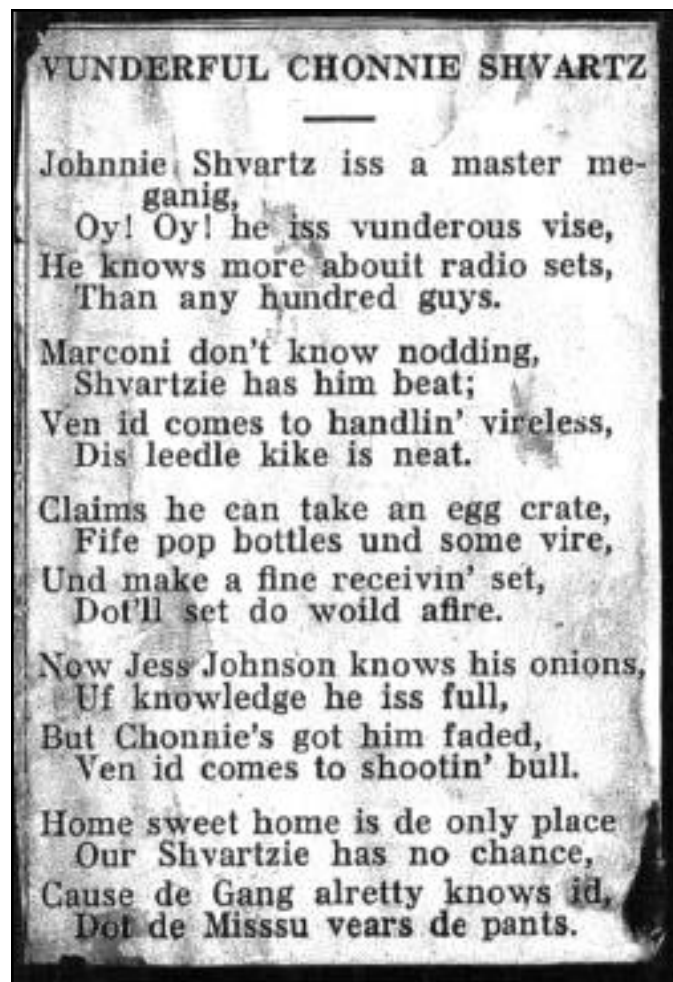 VUNDERFUL CHONNIE SHVARTZ
Johnnie Shvartz iss a master me-
ganig,
Oy! Oy! he iss vunderous vise,
He knows more abouit radio sets,
Than any hundred guys.
Marconi don't know nodding,
Shvartzie has him beat;
Ven id comes to handlin' vireless,
Dis leedle kike is neat.
Claims he can take an egg crate,
Fife pop bottles und some vire,
Und make a fine receivin' set,
Dot'll set do woild afire.
Now Jess Johnson knows his onions,
Uf knowledge he iss full,
But Chonnie's got him faded,
Ven id comes to shootin' bull.
Home sweet home is de only place
Our Shvartzie has no chance,
Cause de Gang alretty knows id,
Dot de Misssu vears de pants.